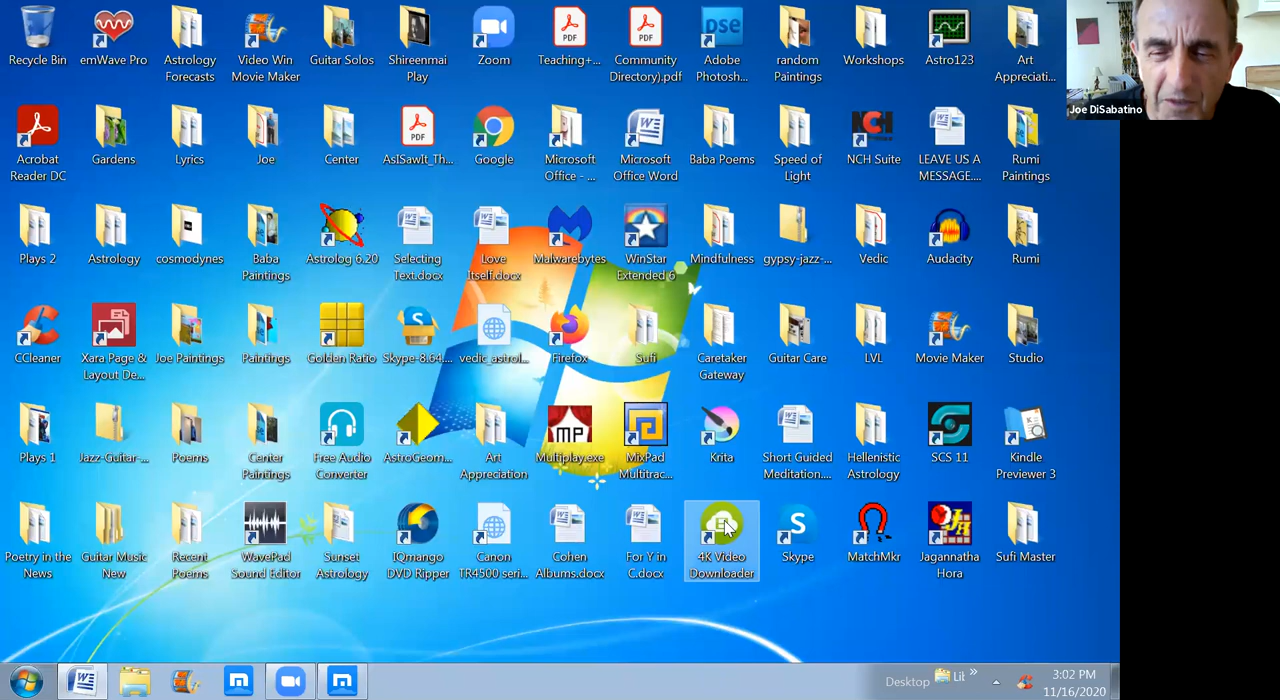 Recycle Bin
emWave Pro
Astrology
Forecasts
Video Win
Movie Maker
Guitar Solos
Shireenmai
Play
Zoom
PDF
Teaching+...
PDF
Community
Directory).pdf
pse
Adobe
Photosh...
random
Paintings
Workshops
Astro123
Art
Appreciati...
Joe DiSabatino
Acrobat
Reader DC
Gardens
Lyrics
Joe
Center
PDF
AsISawIt_Th...
Google
Microsoft
Office - ...
Microsoft
Office Word
Baba Poems
Speed of
Light
NCH
NCH Suite
LEAVE US A
MESSAGE....
Rumi
Paintings
Plays 2
Astrology
cosmodynes
Baba
Paintings
Astrolog 6.20
Selecting
Text.docx
Love
Itself.docx
Malwarebytes
WinStar
Extended 6
Mindfulness
gypsy-jazz-...
Vedic
Audacity
Rumi
CCleaner
Xara Page &
Layout De...
Joe Paintings
Paintings
Golden Ratio
Skype-8.64....
vedic_astrol...
Firefox
Sufi
Caretaker
Gateway
Guitar Care
LVL
Movie Maker
Studio
Plays 1
Jazz-Guitar-...
Poems
Center
Paintings
Free Audio
Converter
AstroGeom...
Art
Appreciation
MP
Multiplay.exe
MixPad
Multitrac...
Krita
Short Guided
Meditation....
Hellenistic
Astrology
SCS 11
Kindle
Previewer 3
Poetry in the
News
Guitar Music
New
Recent
Poems
WavePad
Sound Editor
Sunset
Astrology
IQmango
DVD Ripper
Canon
TR4500 seri...
Cohen
Albums.docx
For Y in
C.docx
4K Video
Downloader
Skype
MatchMkr
JH
Jagannatha
Hora
Sufi Master
Desktop
Lil
»
3:02 PM
11/16/2020